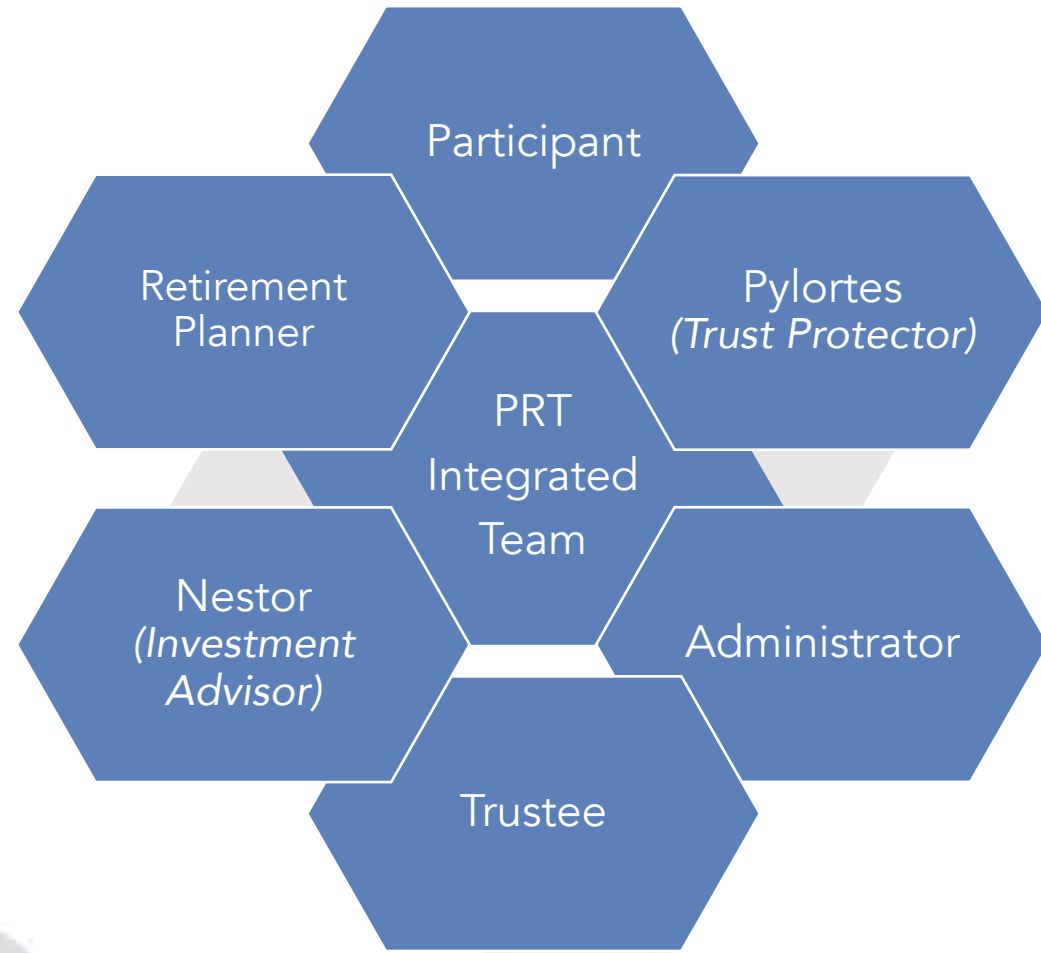 Participant
Retirement
Planner
Pylortes
(Trust Protector)
PRT
Integrated
Team
Nestor
(Investment
Advisor)
Administrator
Trustee